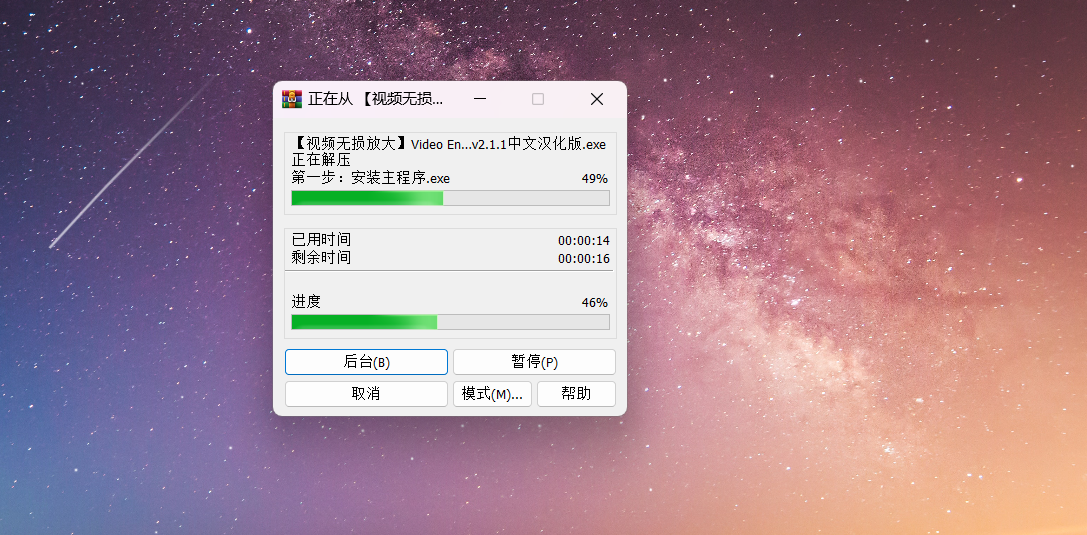 正在从 【视频无损...
【视频无损放大】Video En...v2.1.1中文汉化版.exe
正在解压
第一步：安装主程序.exe 49%
已用时间 00:00:14
剩余时间 00:00:16
进度 46%
后台(B) 暂停(P)
取消 模式(M)... 帮助